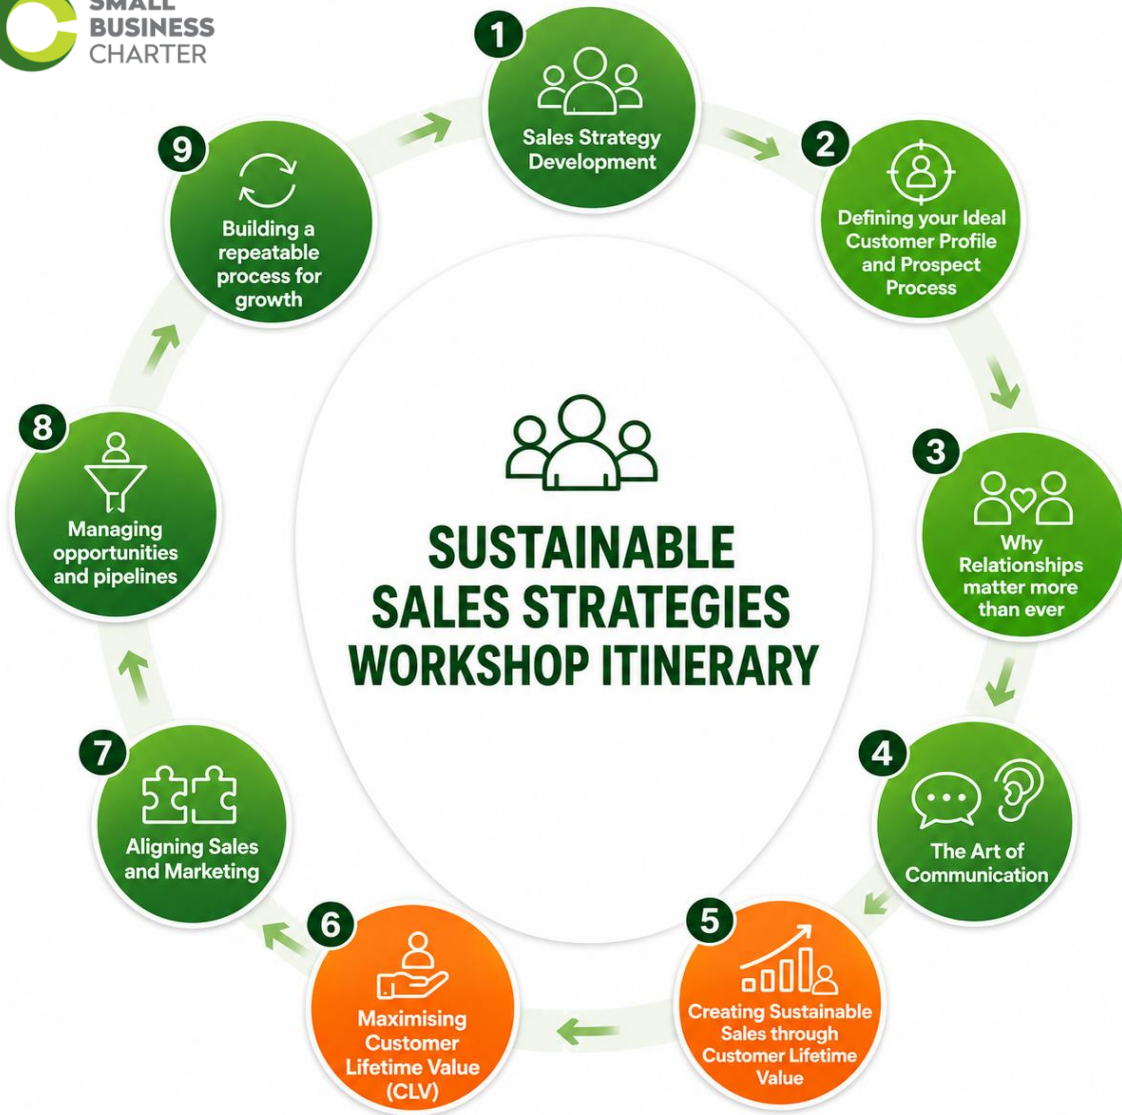 SMALL
BUSINESS
CHARTER
1
Sales Strategy
Development
2
Defining your Ideal
Customer Profile
and Prospect
Process
3
Why
Relationships
matter more
than ever
4
The Art of
Communication
5
Creating Sustainable
Sales through
Customer Lifetime
Value
6
Maximising
Customer
Lifetime Value
(CLV)
7
Aligning Sales
and Marketing
8
Managing
opportunities
and pipelines
9
Building a
repeatable
process for
growth
SUSTAINABLE
SALES STRATEGIES
WORKSHOP ITINERARY